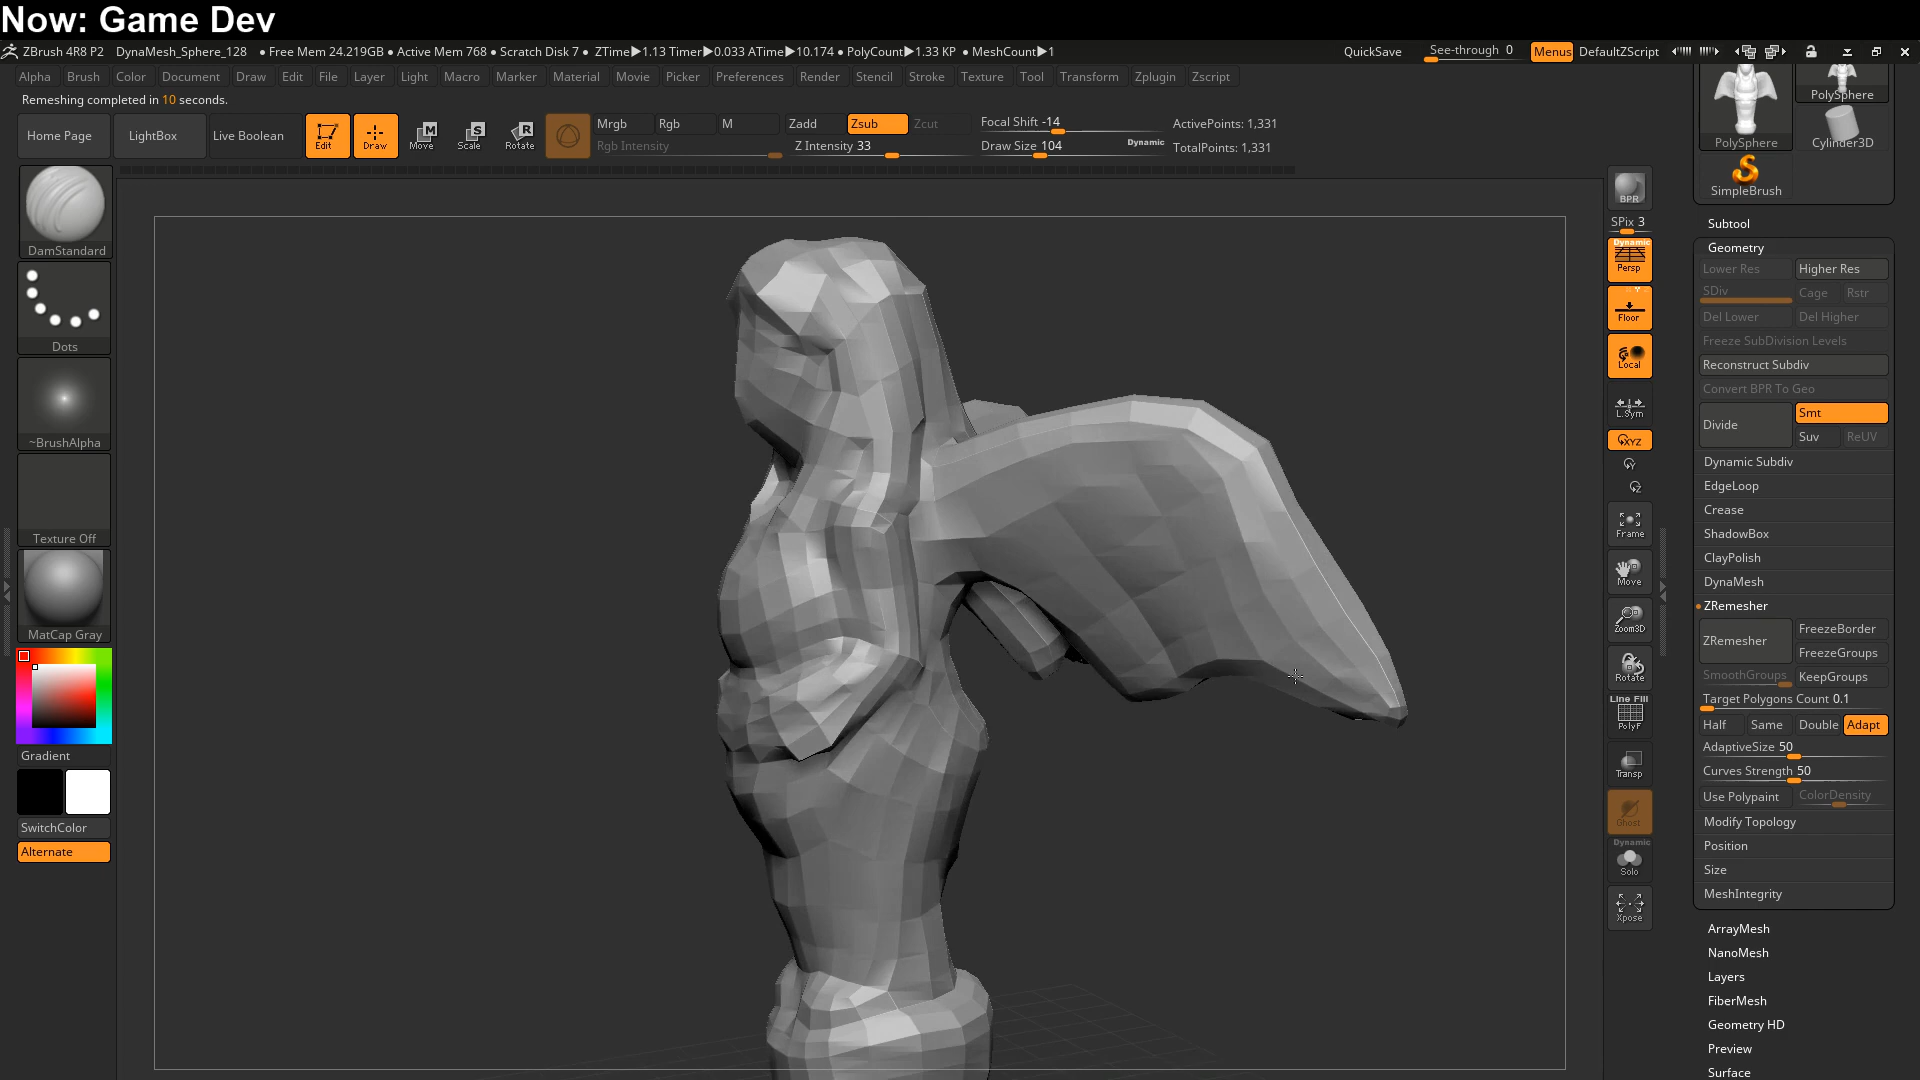 Now: Game Dev
ZBrush 4R8 P2 DynaMesh_Sphere_128 ● Free Mem 24.219GB ● Active Mem 768 ● Scratch Disk 7 ● ZTime▶1.13 Timer▶0.033 ATime▶10.174 ● PolyCount▶1.33 KP ● MeshCount▶1 QuickSave See-through 0 Menus DefaultZScript
Alpha Brush Color Document Draw Edit File Layer Light Macro Marker Material Movie Picker Preferences Render Stencil Stroke Texture Tool Transform Zplugin Zscript
Remeshing completed in 10 seconds.
Home Page LightBox Live Boolean Edit Draw Move Scale Rotate
Mrgb Rgb M Zadd Zsub Zcut Focal Shift -14 ActivePoints: 1,331
Rgb Intensity Z Intensity 33 Draw Size 104 Dynamic TotalPoints: 1,331
DamStandard
Dots
~BrushAlpha
Texture Off
MatCap Gray
Gradient
SwitchColor
Alternate
BPR
SPix 3
Dynamic
Persp
Floor
Local
L.Sym
XYZ
Y
Z
Frame
Move
Zoom3D
Rotate
Line Fill
PolyF
Transp
Ghost
Dynamic
Solo
Xpose
PolySphere
PolySphere Cylinder3D
SimpleBrush
Subtool
Geometry
Lower Res Higher Res
SDiv Cage Rstr
Del Lower Del Higher
Freeze SubDivision Levels
Reconstruct Subdiv
Convert BPR To Geo
Divide Smt
Suv ReUV
Dynamic Subdiv
EdgeLoop
Crease
ShadowBox
ClayPolish
DynaMesh
ZRemesher
ZRemesher FreezeBorder
FreezeGroups
SmoothGroups KeepGroups
Target Polygons Count 0.1
Half Same Double Adapt
AdaptiveSize 50
Curves Strength 50
Use Polypaint ColorDensity
Modify Topology
Position
Size
MeshIntegrity
ArrayMesh
NanoMesh
Layers
FiberMesh
Geometry HD
Preview
Surface